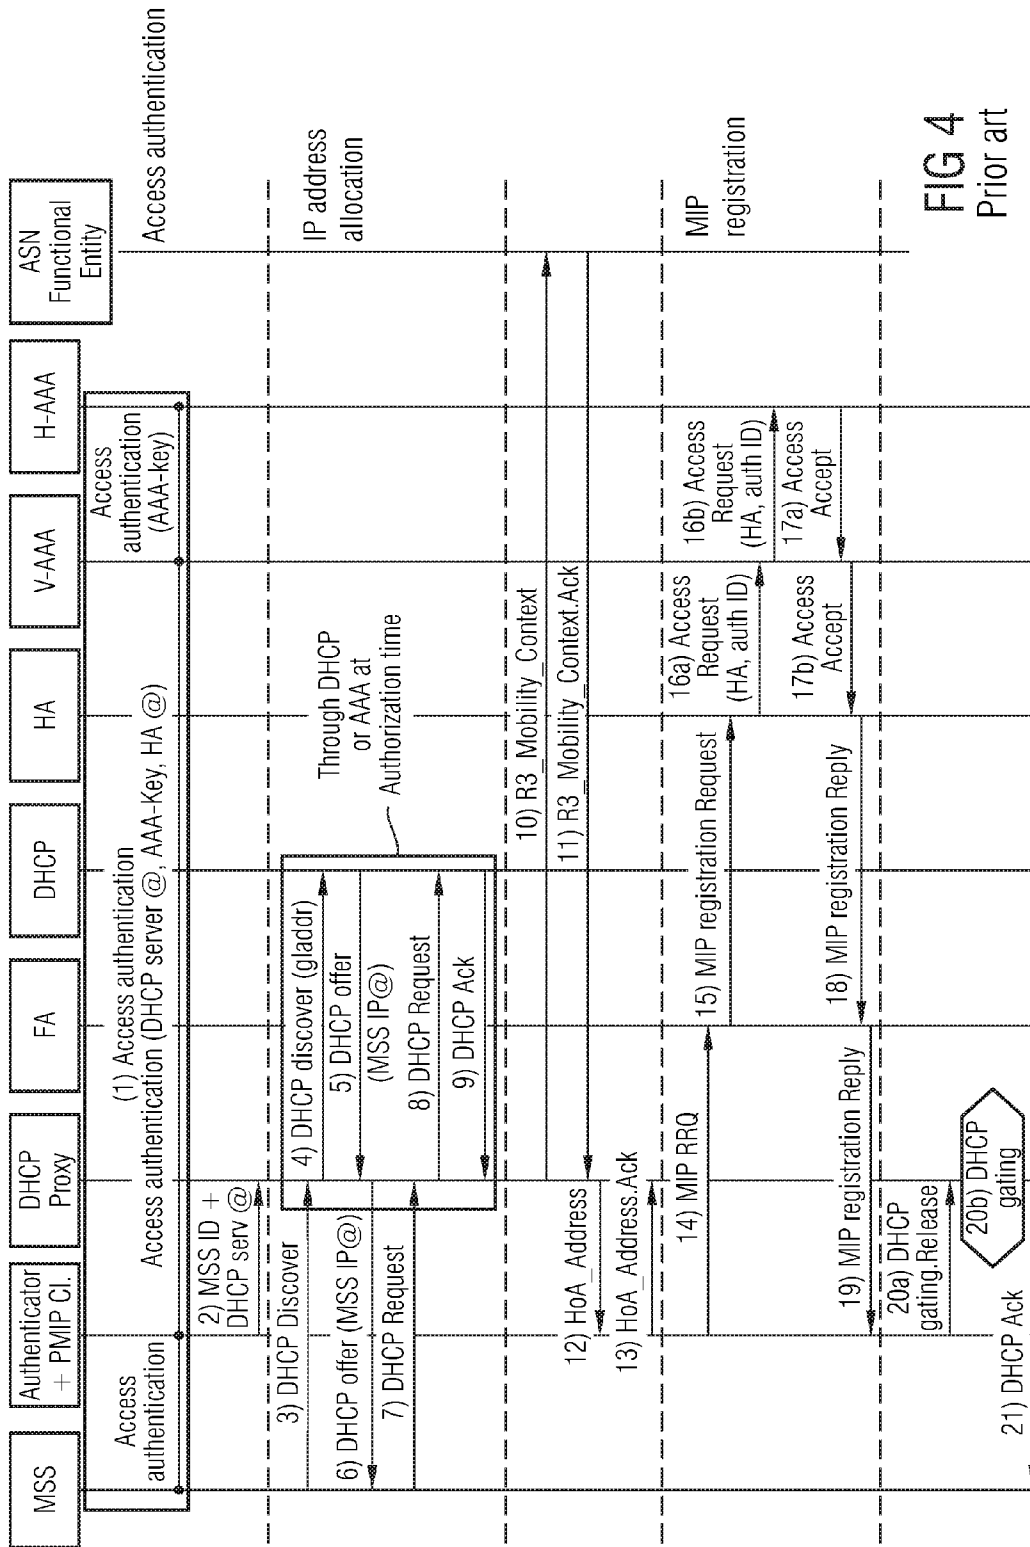 MSS
Authenticator
+ PMIP Cl.
DHCP
Proxy
FA
DHCP
HA
V-AAA
H-AAA
ASN
Functional
Entity
Access
authentication
(1) Access authentication
Access authentication (DHCP server @, AAA-Key, HA @)
Access
authentication
(AAA-key)
Access authentication
2) MSS ID +
DHCP serv @
3) DHCP Discover
4) DHCP discover (gladdr)
5) DHCP offer
(MSS IP@)
6) DHCP offer (MSS IP@)
7) DHCP Request
8) DHCP Request
9) DHCP Ack
Through DHCP
or AAA at
Authorization time
IP address
allocation
10) R3_Mobility_Context
11) R3_Mobility_Context.Ack
12) HoA_Address
13) HoA_Address.Ack
14) MIP RRQ
15) MIP registration Request
16a) Access
Request
(HA, auth ID)
16b) Access
Request
(HA, auth ID)
17a) Access
Accept
17b) Access
Accept
18) MIP registration Reply
19) MIP registration Reply
MIP
registration
20a) DHCP
gating.Release
20b) DHCP
gating
21) DHCP Ack
FIG 4
Prior art